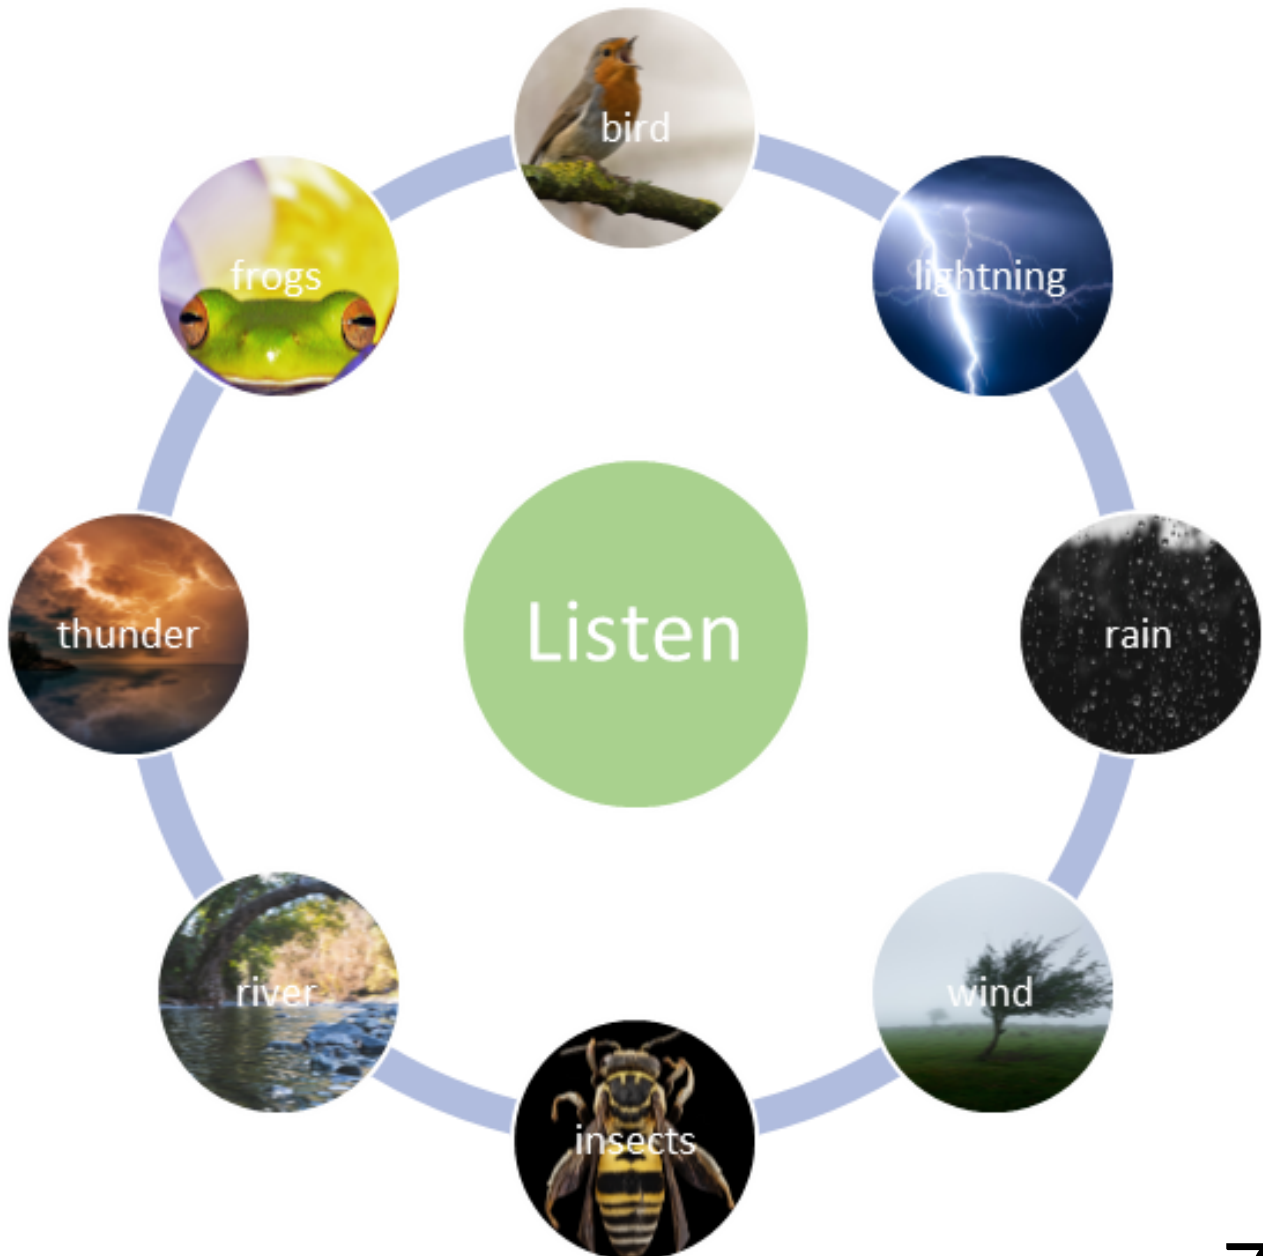 bird
lightning
rain
wind
insects
river
thunder
frogs
Listen